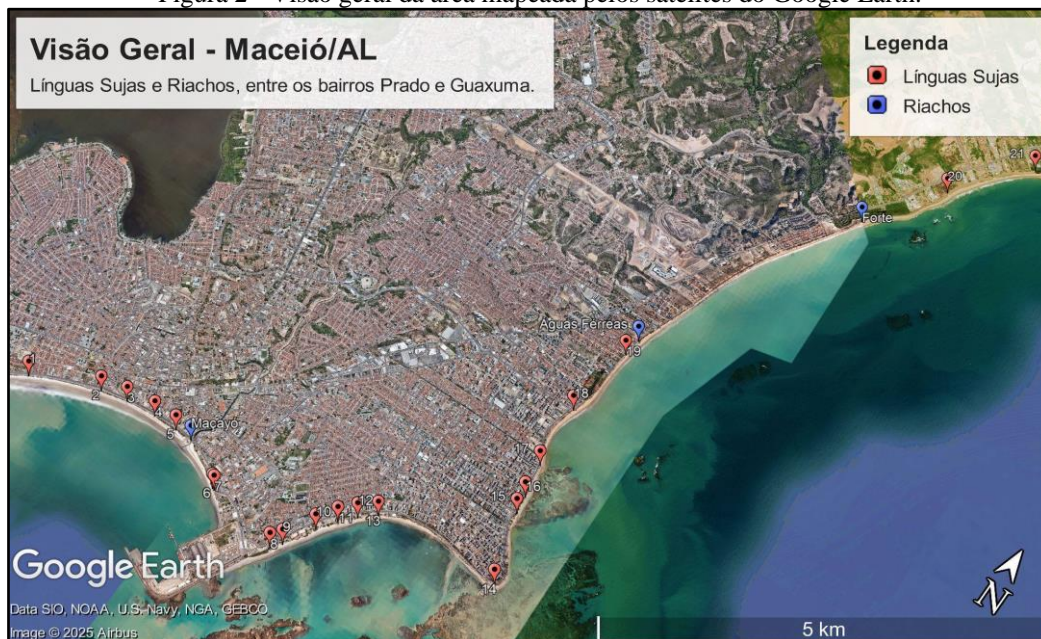 Figura 2 - Visão geral da área mapeada pelos satélites do Google Earth.
Visão Geral - Maceió/AL
Línguas Sujas e Riachos, entre os bairros Prado e Guaxuma.
Legenda
Línguas Sujas
Riachos
21
20
Forte
Águas Férreas
19
1
2
3
4
5
Maçayó
18
17
6
7
16
15
12
10
11
13
9
8
14
Google Earth
Data SIO, NOAA, U.S. Navy, NGA, GEBCO
Image © 2025 Airbus
N
5 km